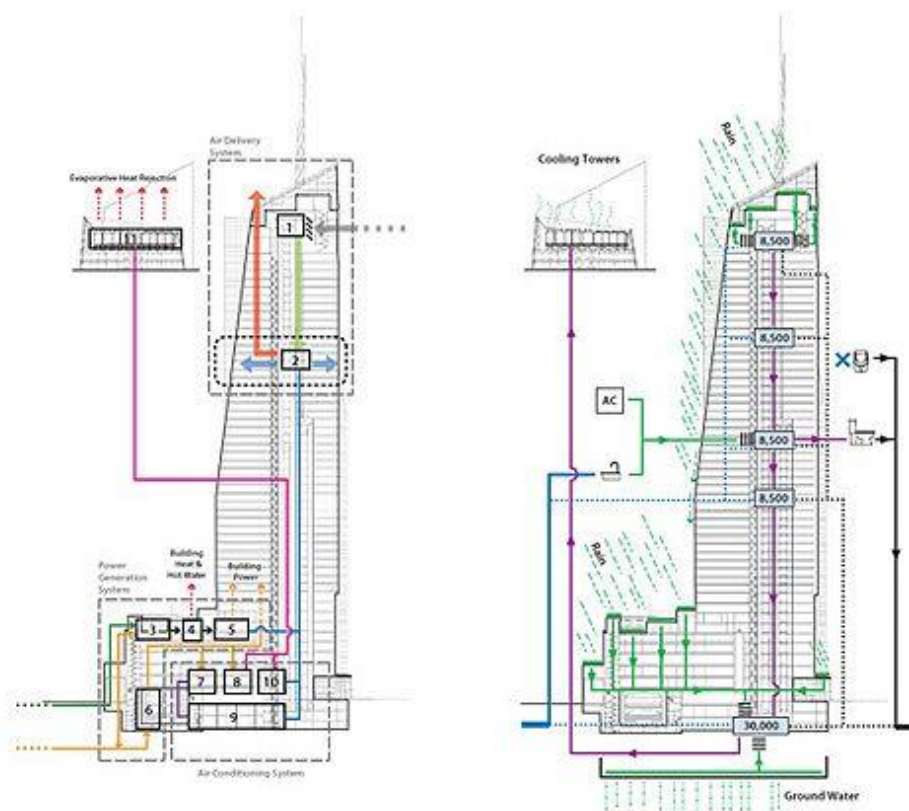 Air Delivery
System
Evaporative Heat Rejection
11
1
2
Building
Heat &
Hot Water
Building
Power
Power
Generation
System
3
4
5
6
7
8
10
9
Air Conditioning System
Rain
Cooling Towers
8,500
8,500
AC
8,500
8,500
Rain
30,000
Ground Water